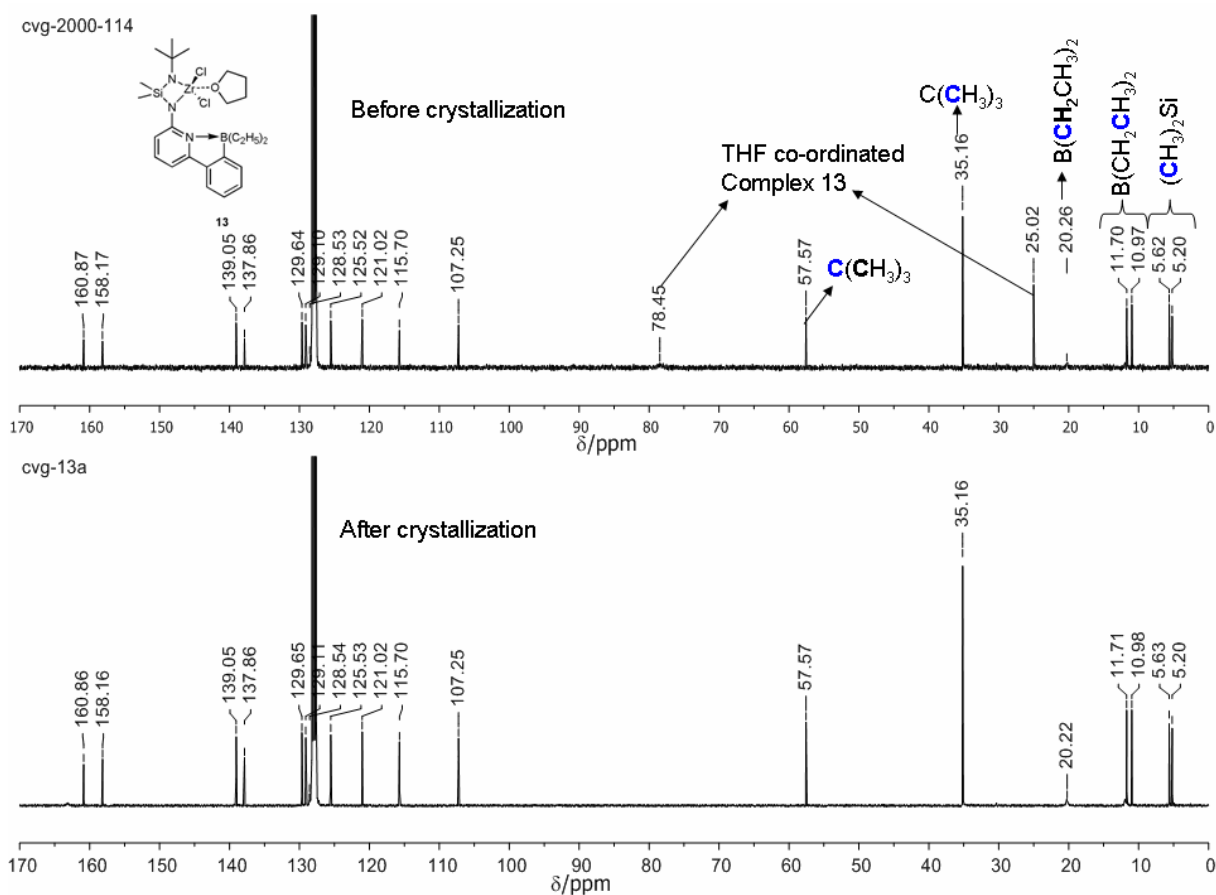 cvg-2000-114
N
Cl
Si
Zr
O
N
Cl
N
B(C₂H₅)₂
13
Before crystallization
THF co-ordinated
Complex 13
C(CH₃)₃
C(CH₃)₃
B(CH₂CH₃)₂
B(CH₂CH₃)₂
(CH₃)₂Si
160.87
158.17
139.05
137.86
129.64
129.10
128.53
125.52
121.02
115.70
107.25
78.45
57.57
35.16
25.02
20.26
11.70
10.97
5.62
5.20
170 160 150 140 130 120 110 100 90 80 70 60 50 40 30 20 10 0
δ/ppm
cvg-13a
After crystallization
160.86
158.16
139.05
137.86
129.65
129.11
128.54
125.53
121.02
115.70
107.25
57.57
35.16
20.22
11.71
10.98
5.63
5.20
170 160 150 140 130 120 110 100 90 80 70 60 50 40 30 20 10 0
δ/ppm